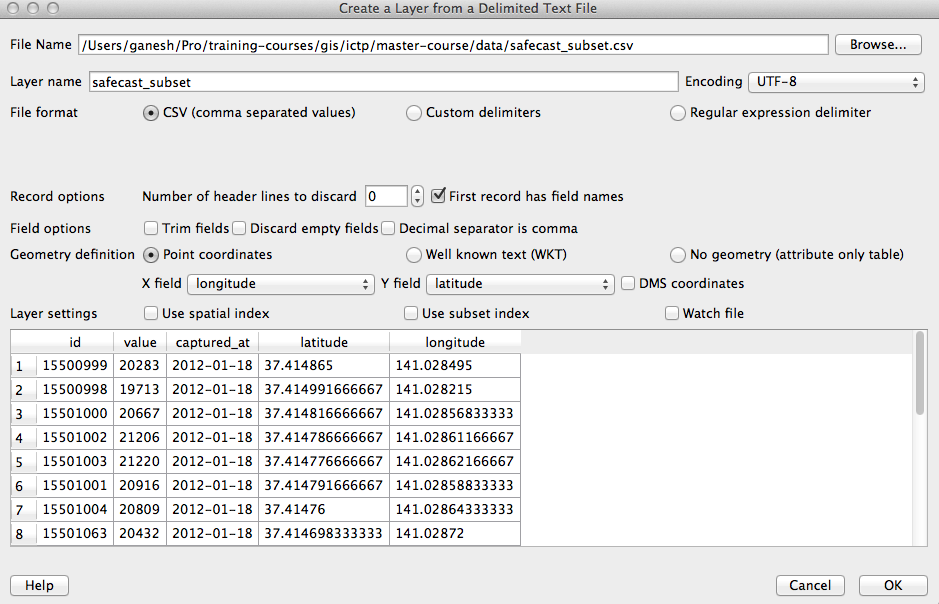 Create a Layer from a Delimited Text File
File Name /Users/ganesh/Pro/training-courses/gis/ictp/master-course/data/safecast_subset.csv Browse...
Layer name safecast_subset Encoding UTF-8
File format CSV (comma separated values) Custom delimiters Regular expression delimiter
Record options Number of header lines to discard 0 First record has field names
Field options Trim fields Discard empty fields Decimal separator is comma
Geometry definition Point coordinates Well known text (WKT) No geometry (attribute only table)
X field longitude Y field latitude DMS coordinates
Layer settings Use spatial index Use subset index Watch file
id value captured_at latitude longitude
1 15500999 20283 2012-01-18 37.414865 141.028495
2 15500998 19713 2012-01-18 37.414991666667 141.028215
3 15501000 20667 2012-01-18 37.414816666667 141.02856833333
4 15501002 21206 2012-01-18 37.414786666667 141.02861166667
5 15501003 21220 2012-01-18 37.414776666667 141.02862166667
6 15501001 20916 2012-01-18 37.414791666667 141.02858833333
7 15501004 20809 2012-01-18 37.41476 141.02864333333
8 15501063 20432 2012-01-18 37.414698333333 141.02872
Help Cancel OK